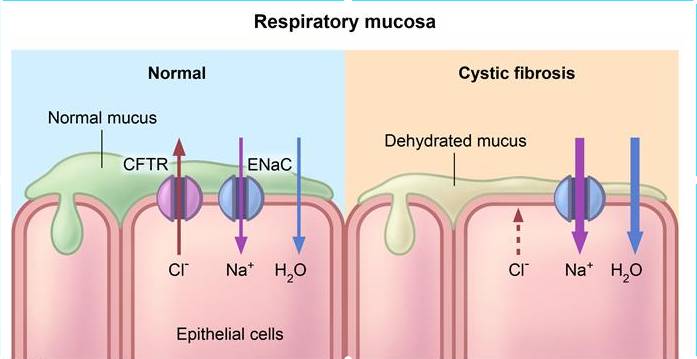 Respiratory mucosa
Normal
Cystic fibrosis
Normal mucus
Dehydrated mucus
CFTR
ENaC
Cl⁻
Na⁺
H₂O
Cl⁻
Na⁺
H₂O
Epithelial cells